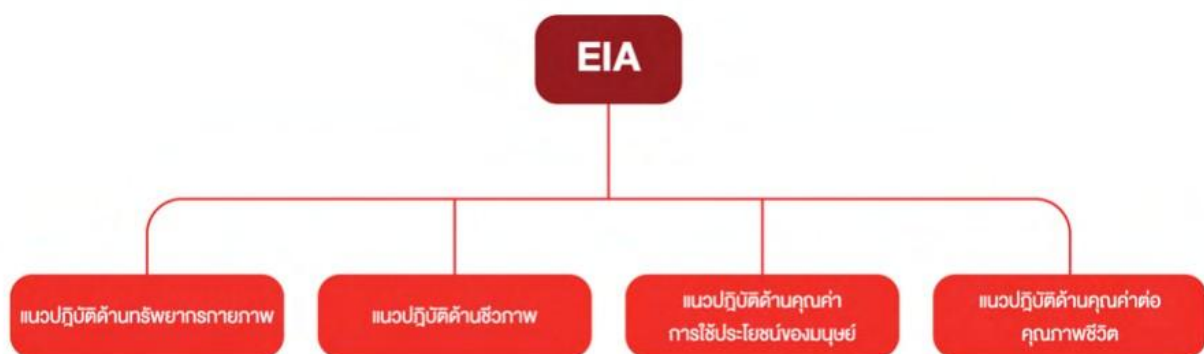 EIA
แนวปฏิบัติด้านทรัพยากรกายภาพ
แนวปฏิบัติด้านชีวภาพ
แนวปฏิบัติด้านคุณค่า
การใช้ประโยชน์ของมนุษย์
แนวปฏิบัติด้านคุณค่าต่อ
คุณภาพชีวิต